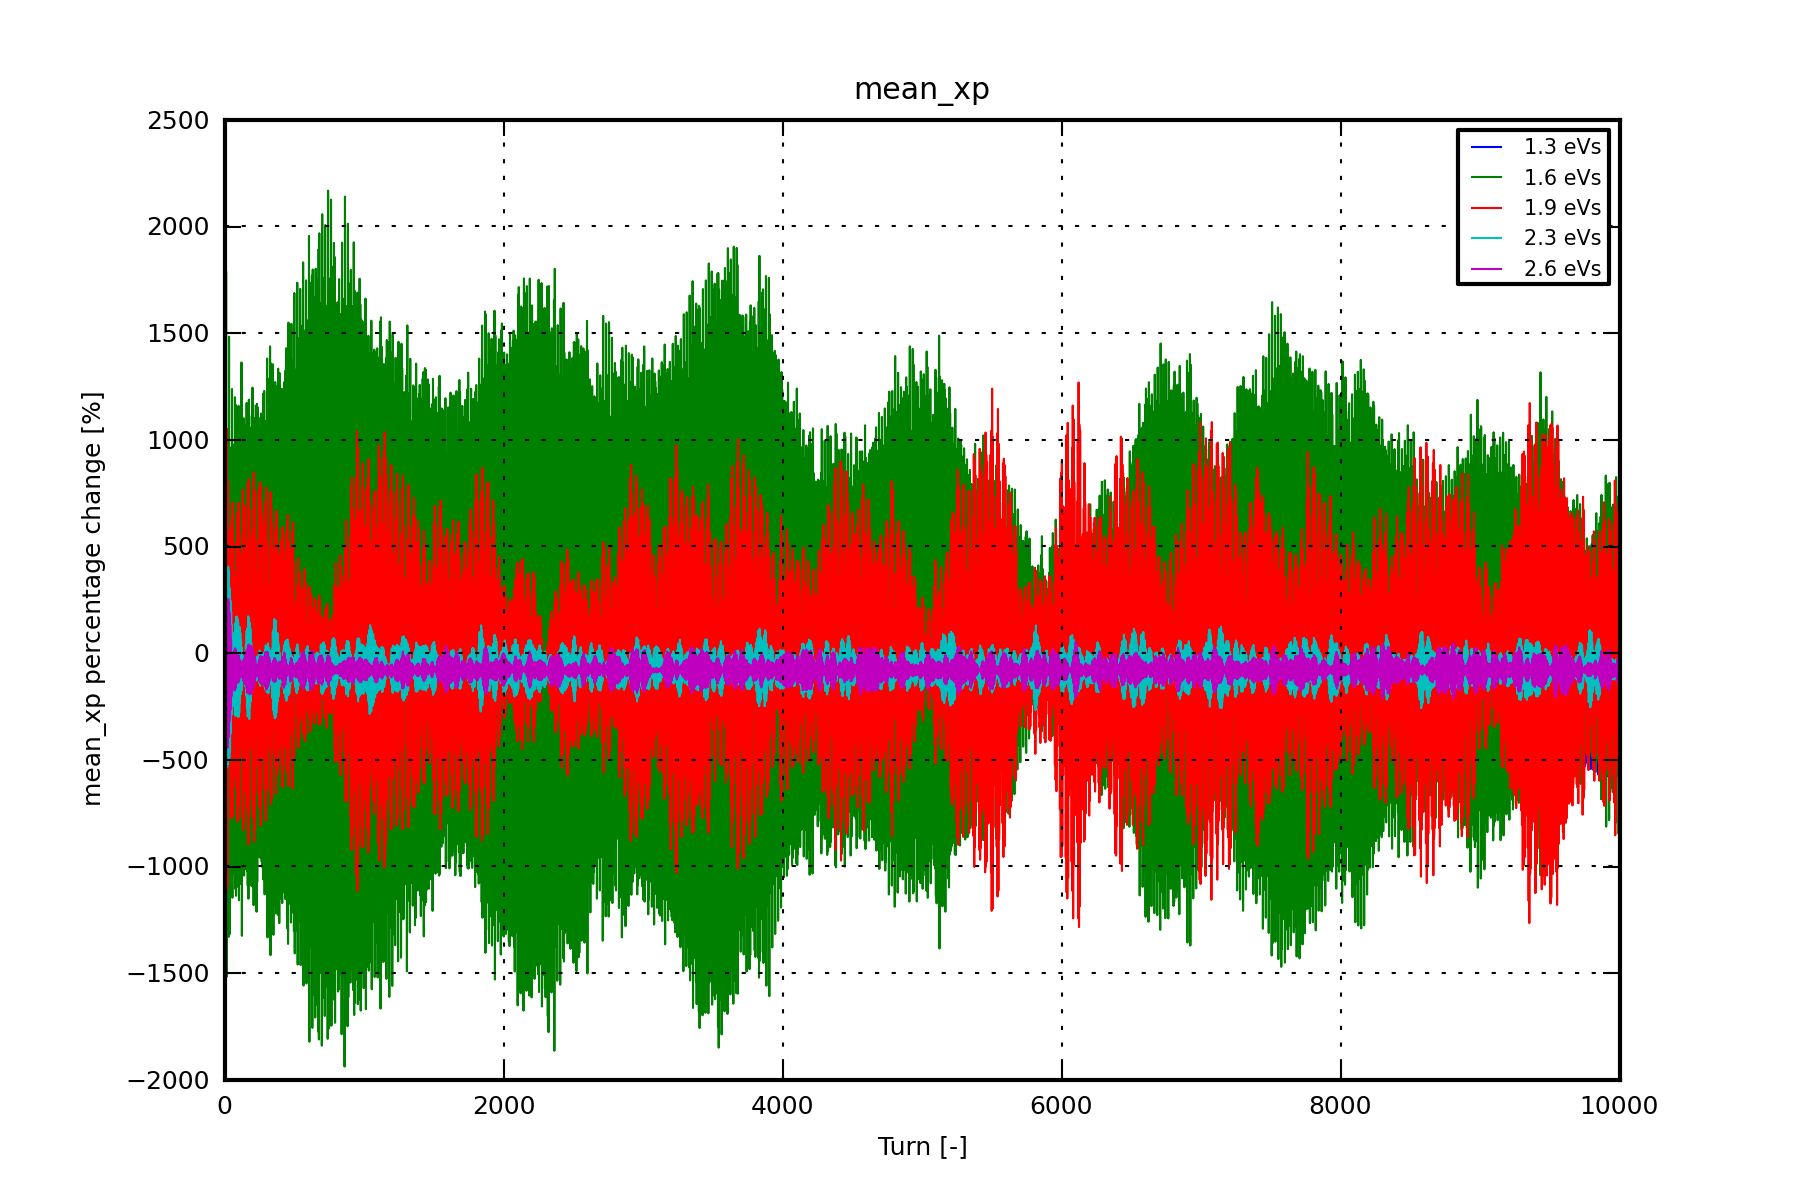 mean_xp
2500
2000
1500
1000
500
0
−500
−1000
−1500
−2000
mean_xp percentage change [%]
1.3 eVs
1.6 eVs
1.9 eVs
2.3 eVs
2.6 eVs
0 2000 4000 6000 8000 10000
Turn [-]